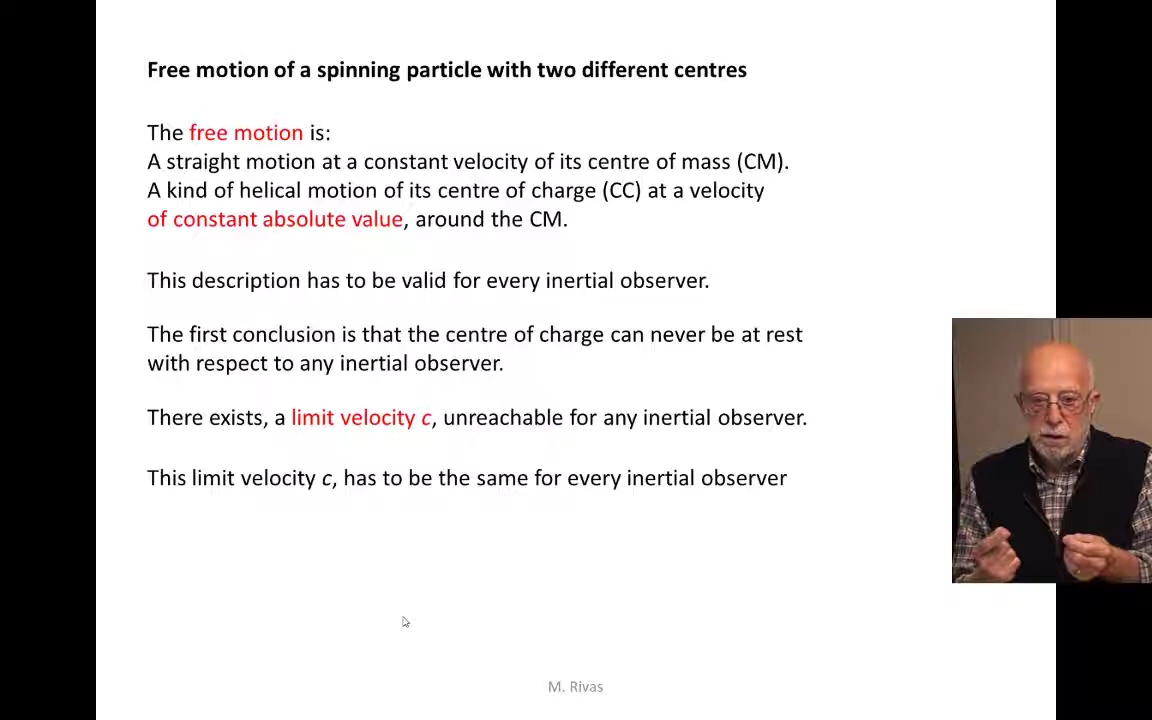 Free motion of a spinning particle with two different centres
The free motion is:
A straight motion at a constant velocity of its centre of mass (CM).
A kind of helical motion of its centre of charge (CC) at a velocity
of constant absolute value, around the CM.
This description has to be valid for every inertial observer.
The first conclusion is that the centre of charge can never be at rest
with respect to any inertial observer.
There exists, a limit velocity c, unreachable for any inertial observer.
This limit velocity c, has to be the same for every inertial observer
M. Rivas